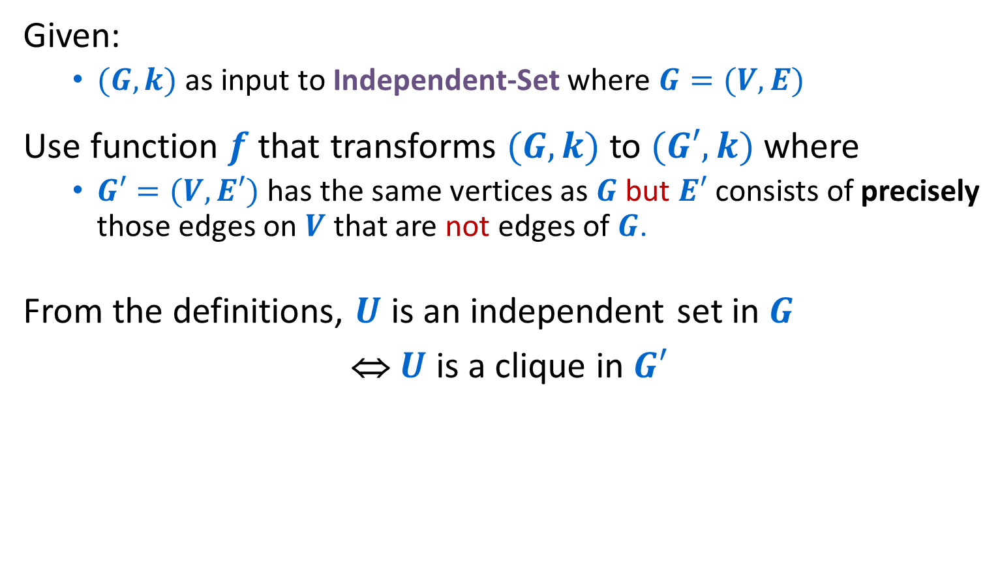 Given:
• (G, k) as input to Independent-Set where G = (V, E)
Use function f that transforms (G, k) to (G′, k) where
• G′ = (V, E′) has the same vertices as G but E′ consists of precisely
those edges on V that are not edges of G.
From the definitions, U is an independent set in G
⇔ U is a clique in G′